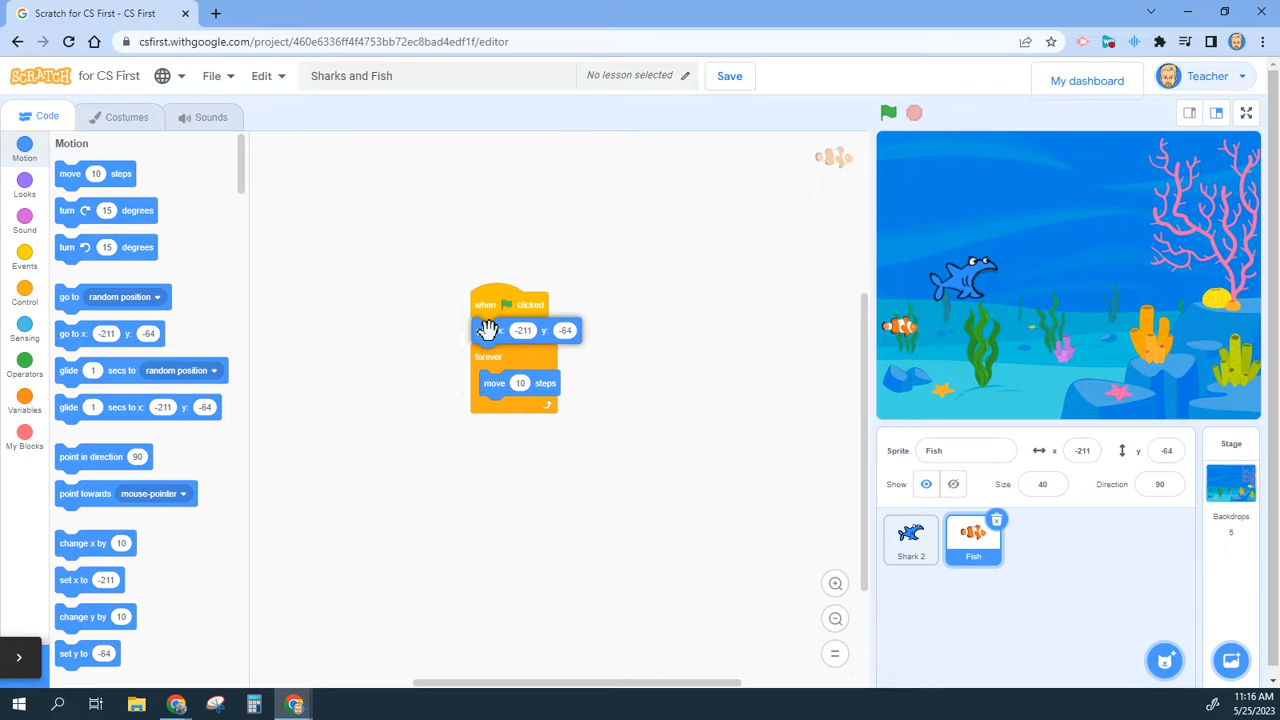 Scratch for CS First
csfirst.withgoogle.com/project/460e6336ff4f4753bb72ec8bad4edf1f/editor
SCRATCH for CS First
File
Edit
Sharks and Fish
No lesson selected
Save
My dashboard
Teacher
Code
Costumes
Sounds
Motion
Looks
Sound
Events
Control
Sensing
Operators
Variables
My Blocks
Motion
move 10 steps
turn 15 degrees
turn 15 degrees
go to random position
go to x: -211 y: -64
glide 1 secs to random position
glide 1 secs to x: -211 y: -64
point in direction 90
point towards mouse-pointer
change x by 10
set x to -211
change y by 10
set y to -64
when clicked
x: -211 y: -64
forever
move 10 steps
Sprite Fish x -211 y -64
Show Size 40 Direction 90
Shark 2
Fish
Stage
Backdrops
5
11:16 AM
5/25/2023